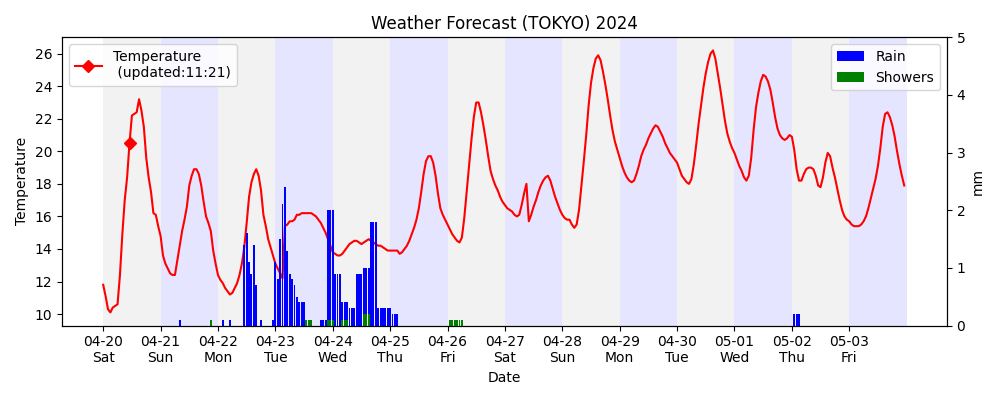 Weather Forecast (TOKYO) 2024
Temperature
(updated:11:21)
Rain
Showers
26
24
22
20
18
16
14
12
10
Temperature
5
4
3
2
1
0
mm
04-20 04-21 04-22 04-23 04-24 04-25 04-26 04-27 04-28 04-29 04-30 05-01 05-02 05-03
Sat Sun Mon Tue Wed Thu Fri Sat Sun Mon Tue Wed Thu Fri
Date